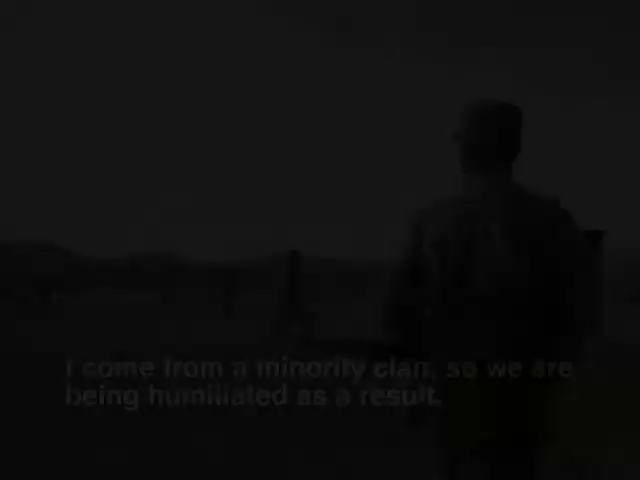 I come from a minority clan, so we are
being humiliated as a result.